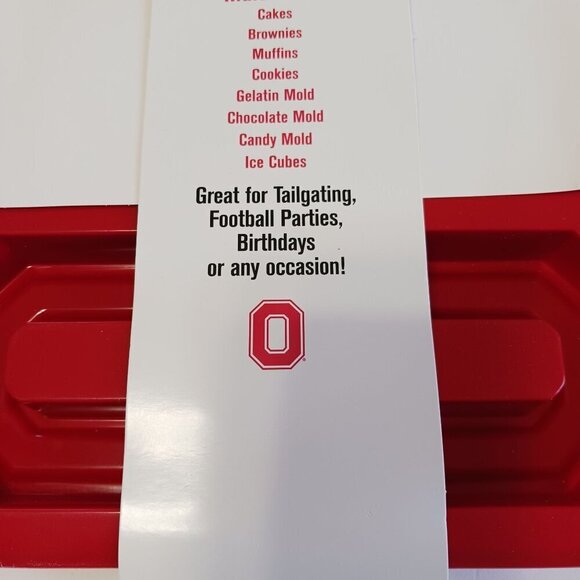 Cakes
Brownies
Muffins
Cookies
Gelatin Mold
Chocolate Mold
Candy Mold
Ice Cubes
Great for Tailgating,
Football Parties,
Birthdays
or any occasion!
O